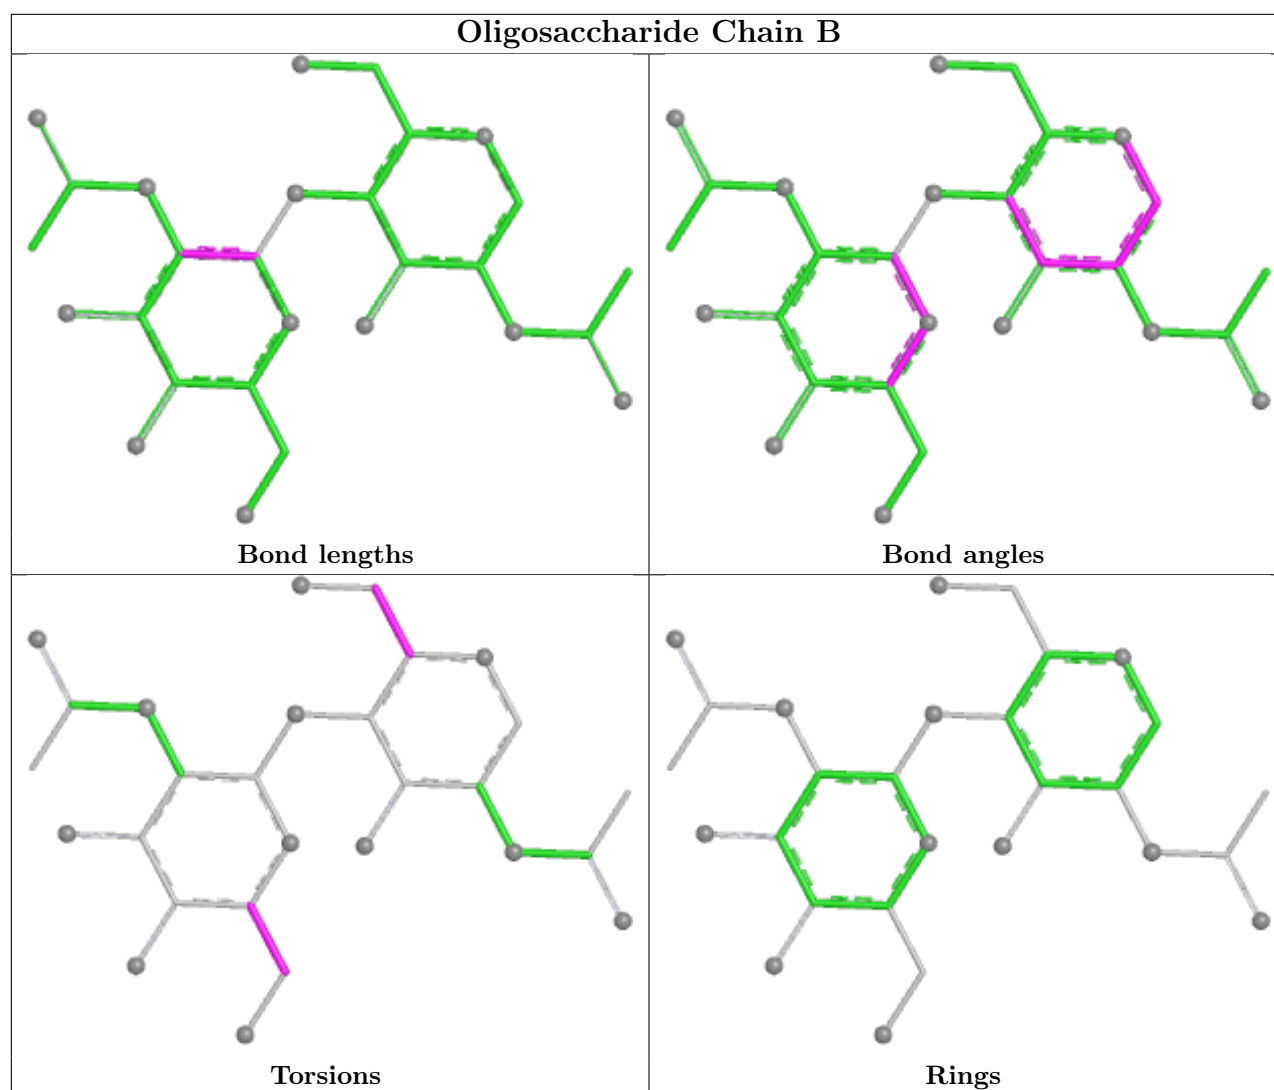 Oligosaccharide Chain B
Bond lengths
Bond angles
Torsions
Rings